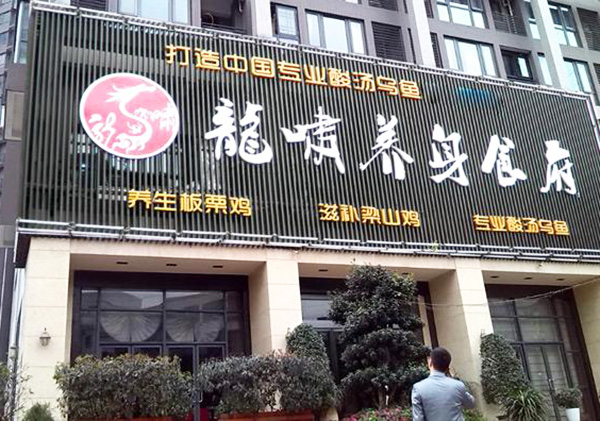 打造中国专业酸汤乌鱼
龍啸养身食府
养生板栗鸡 滋补梁山鸡 专业酸汤乌鱼